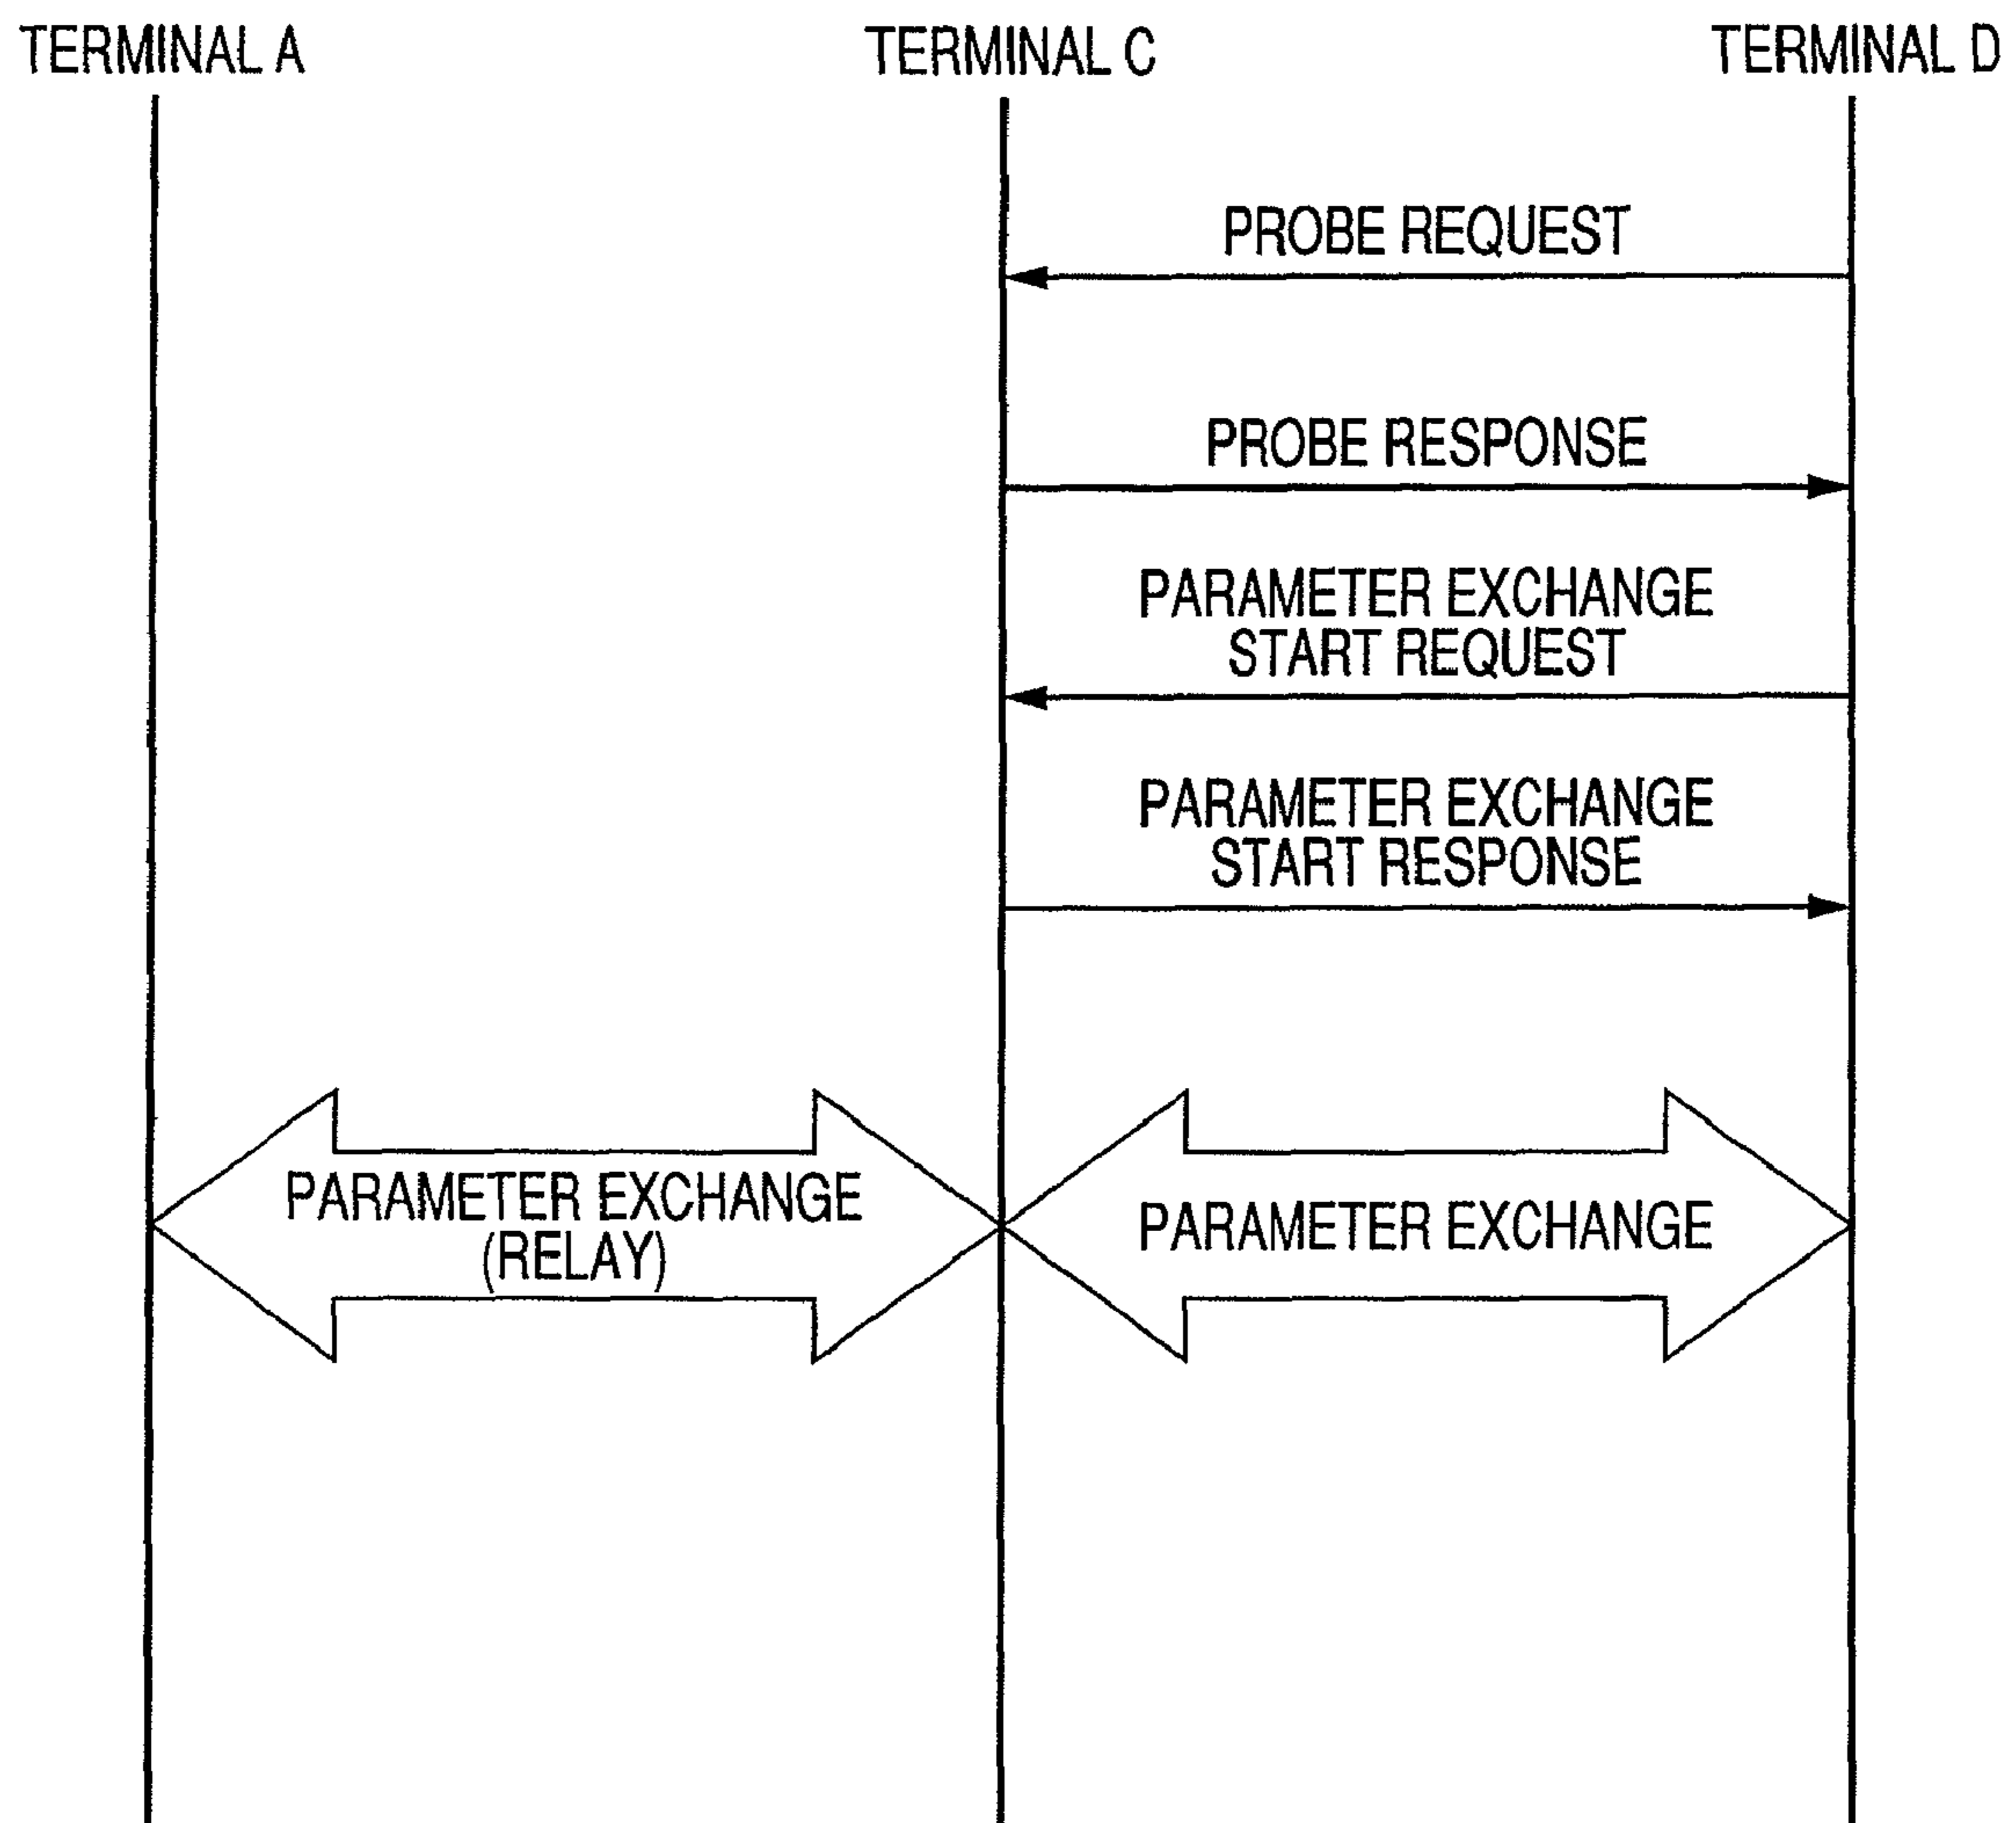 TERMINAL A
TERMINAL C
TERMINAL D
PROBE REQUEST
PROBE RESPONSE
PARAMETER EXCHANGE
START REQUEST
PARAMETER EXCHANGE
START RESPONSE
PARAMETER EXCHANGE
(RELAY)
PARAMETER EXCHANGE